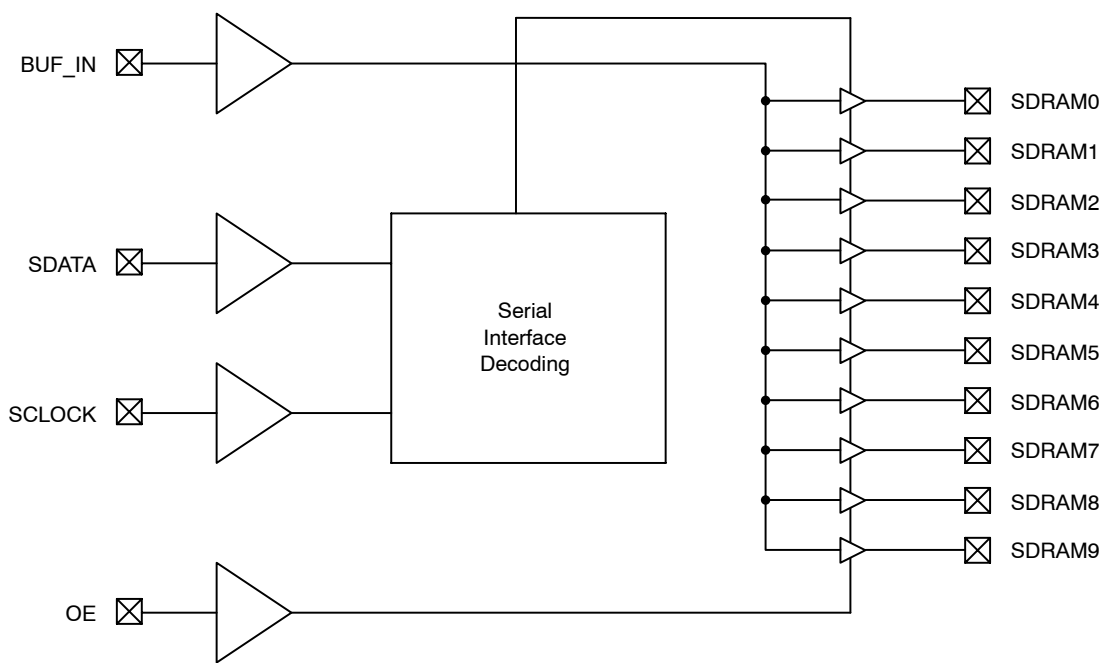 BUF_IN
SDATA
SCLOCK
OE
Serial
Interface
Decoding
SDRAM0
SDRAM1
SDRAM2
SDRAM3
SDRAM4
SDRAM5
SDRAM6
SDRAM7
SDRAM8
SDRAM9